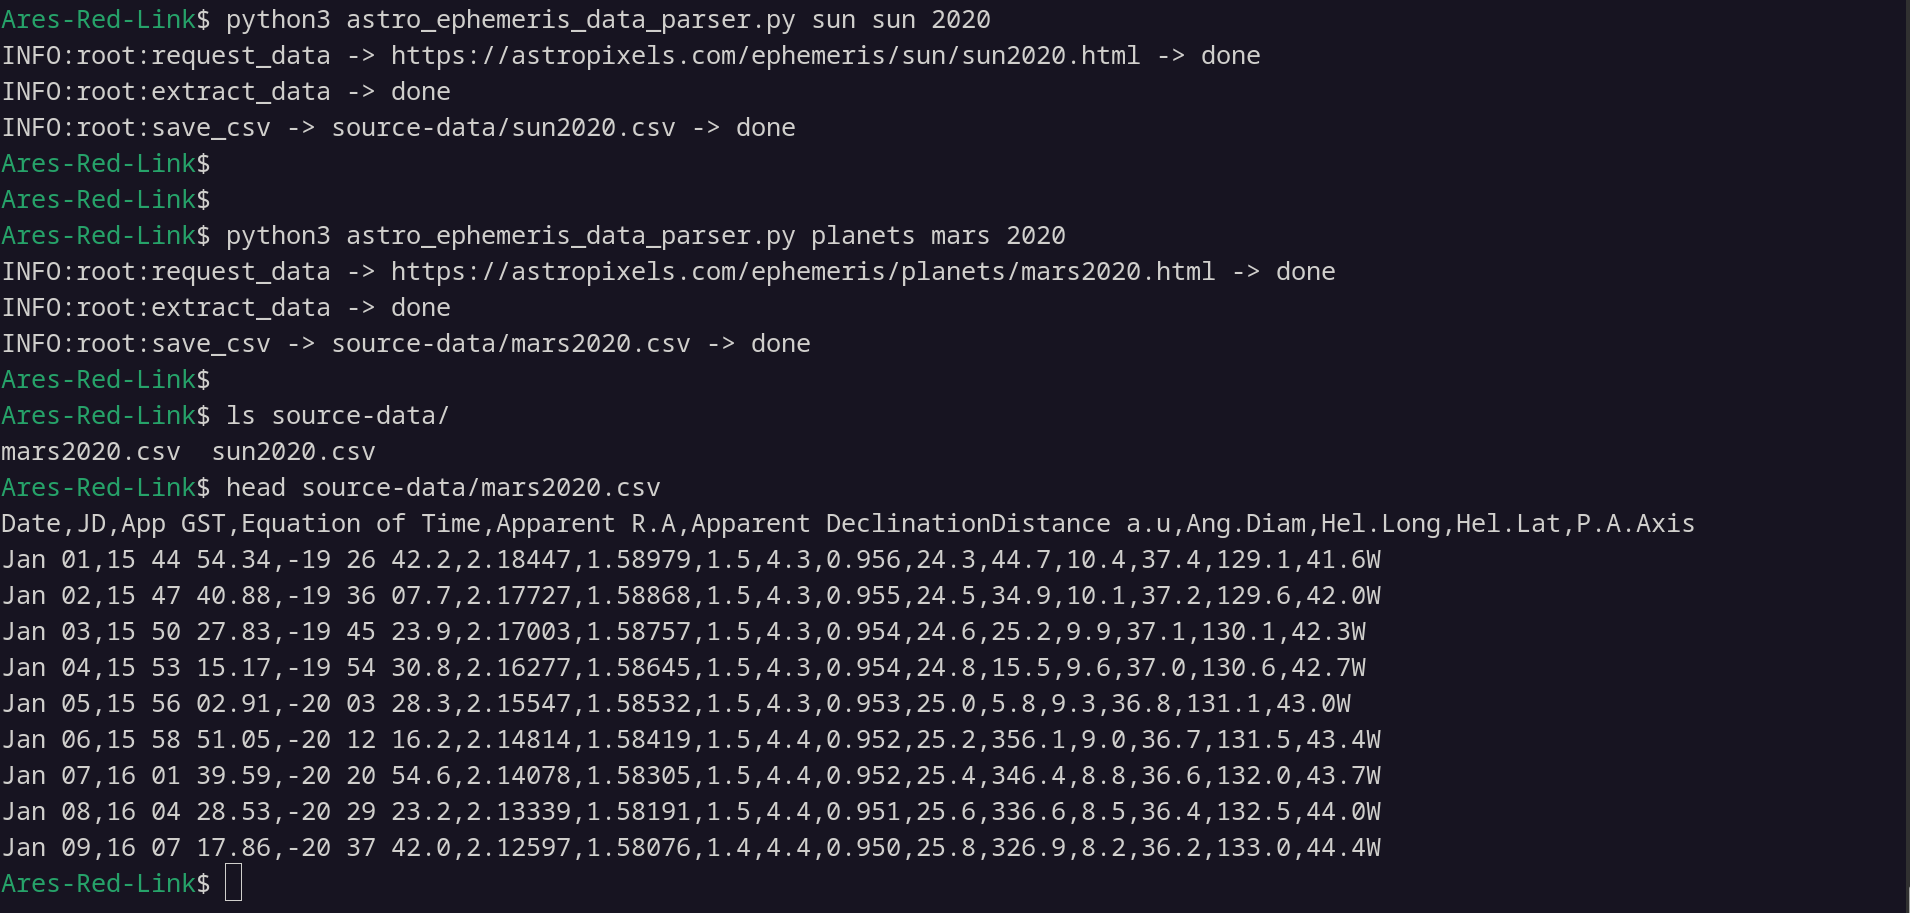 Ares-Red-Link$ python3 astro_ephemeris_data_parser.py sun sun 2020
INFO:root:request_data -> https://astropixels.com/ephemeris/sun/sun2020.html -> done
INFO:root:extract_data -> done
INFO:root:save_csv -> source-data/sun2020.csv -> done
Ares-Red-Link$
Ares-Red-Link$
Ares-Red-Link$ python3 astro_ephemeris_data_parser.py planets mars 2020
INFO:root:request_data -> https://astropixels.com/ephemeris/planets/mars2020.html -> done
INFO:root:extract_data -> done
INFO:root:save_csv -> source-data/mars2020.csv -> done
Ares-Red-Link$
Ares-Red-Link$ ls source-data/
mars2020.csv  sun2020.csv
Ares-Red-Link$ head source-data/mars2020.csv
Date,JD,App GST,Equation of Time,Apparent R.A,Apparent DeclinationDistance a.u,Ang.Diam,Hel.Long,Hel.Lat,P.A.Axis
Jan 01,15 44 54.34,-19 26 42.2,2.18447,1.58979,1.5,4.3,0.956,24.3,44.7,10.4,37.4,129.1,41.6W
Jan 02,15 47 40.88,-19 36 07.7,2.17727,1.58868,1.5,4.3,0.955,24.5,34.9,10.1,37.2,129.6,42.0W
Jan 03,15 50 27.83,-19 45 23.9,2.17003,1.58757,1.5,4.3,0.954,24.6,25.2,9.9,37.1,130.1,42.3W
Jan 04,15 53 15.17,-19 54 30.8,2.16277,1.58645,1.5,4.3,0.954,24.8,15.5,9.6,37.0,130.6,42.7W
Jan 05,15 56 02.91,-20 03 28.3,2.15547,1.58532,1.5,4.3,0.953,25.0,5.8,9.3,36.8,131.1,43.0W
Jan 06,15 58 51.05,-20 12 16.2,2.14814,1.58419,1.5,4.4,0.952,25.2,356.1,9.0,36.7,131.5,43.4W
Jan 07,16 01 39.59,-20 20 54.6,2.14078,1.58305,1.5,4.4,0.952,25.4,346.4,8.8,36.6,132.0,43.7W
Jan 08,16 04 28.53,-20 29 23.2,2.13339,1.58191,1.5,4.4,0.951,25.6,336.6,8.5,36.4,132.5,44.0W
Jan 09,16 07 17.86,-20 37 42.0,2.12597,1.58076,1.4,4.4,0.950,25.8,326.9,8.2,36.2,133.0,44.4W
Ares-Red-Link$